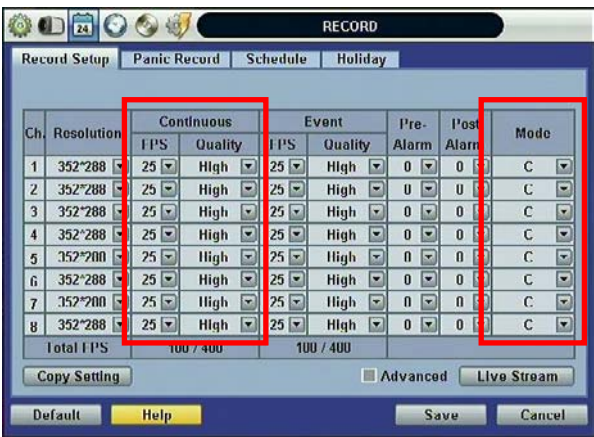 24 RECORD
Record Setup Panic Record Schedule Holiday
Ch. Resolution Continuous Event Pre-Alarm Post Alarm Mode
FPS Quality FPS Quality
1 352*288 25 High 25 High 0 0 C
2 352*288 25 High 25 High 0 0 C
3 352*288 25 High 25 High 0 0 C
4 352*288 25 High 25 High 0 0 C
5 352*288 25 High 25 High 0 0 C
6 352*288 25 High 25 High 0 0 C
7 352*288 25 High 25 High 0 0 C
8 352*288 25 High 25 High 0 0 C
Total FPS 100 / 400 100 / 400
Copy Setting Advanced Live Stream
Default Help Save Cancel